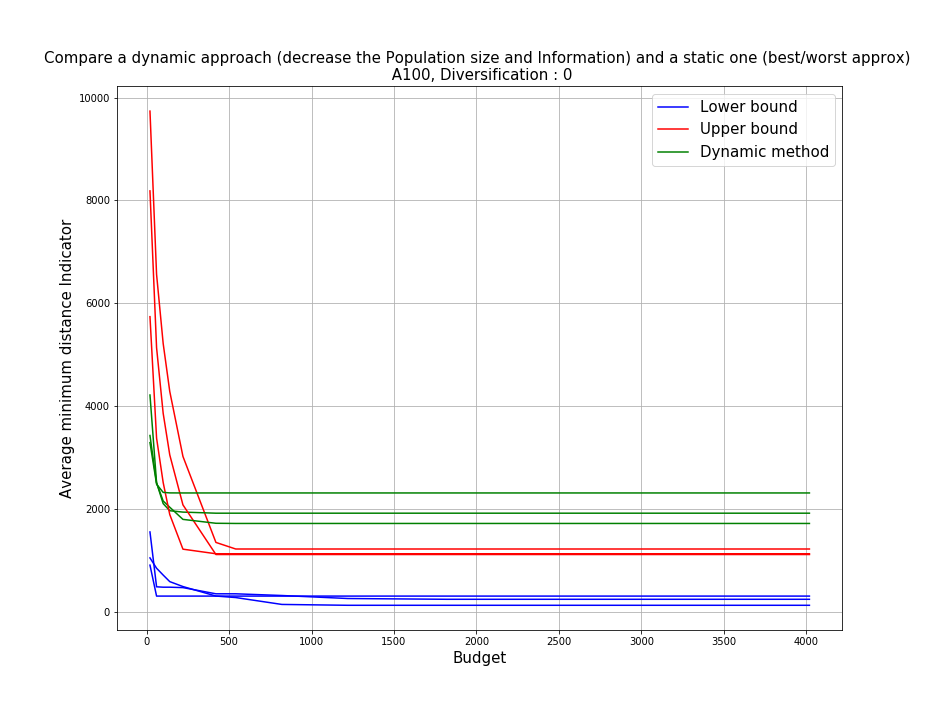 Compare a dynamic approach (decrease the Population size and Information) and a static one (best/worst approx)
A100, Diversification : 0
Lower bound
Upper bound
Dynamic method
Average minimum distance Indicator
10000
8000
6000
4000
2000
0
0 500 1000 1500 2000 2500 3000 3500 4000
Budget